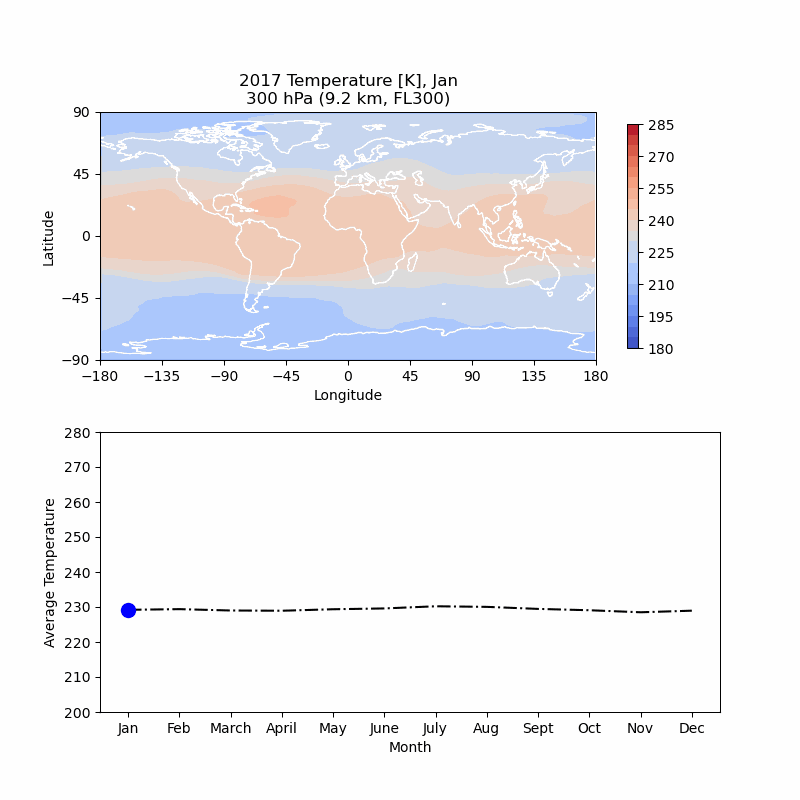 2017 Temperature [K], Jan
300 hPa (9.2 km, FL300)
90
45
0
−45
−90
Latitude
−180 −135 −90 −45 0 45 90 135 180
Longitude
285
270
255
240
225
210
195
180
280
270
260
250
240
230
220
210
200
Average Temperature
Jan Feb March April May June July Aug Sept Oct Nov Dec
Month